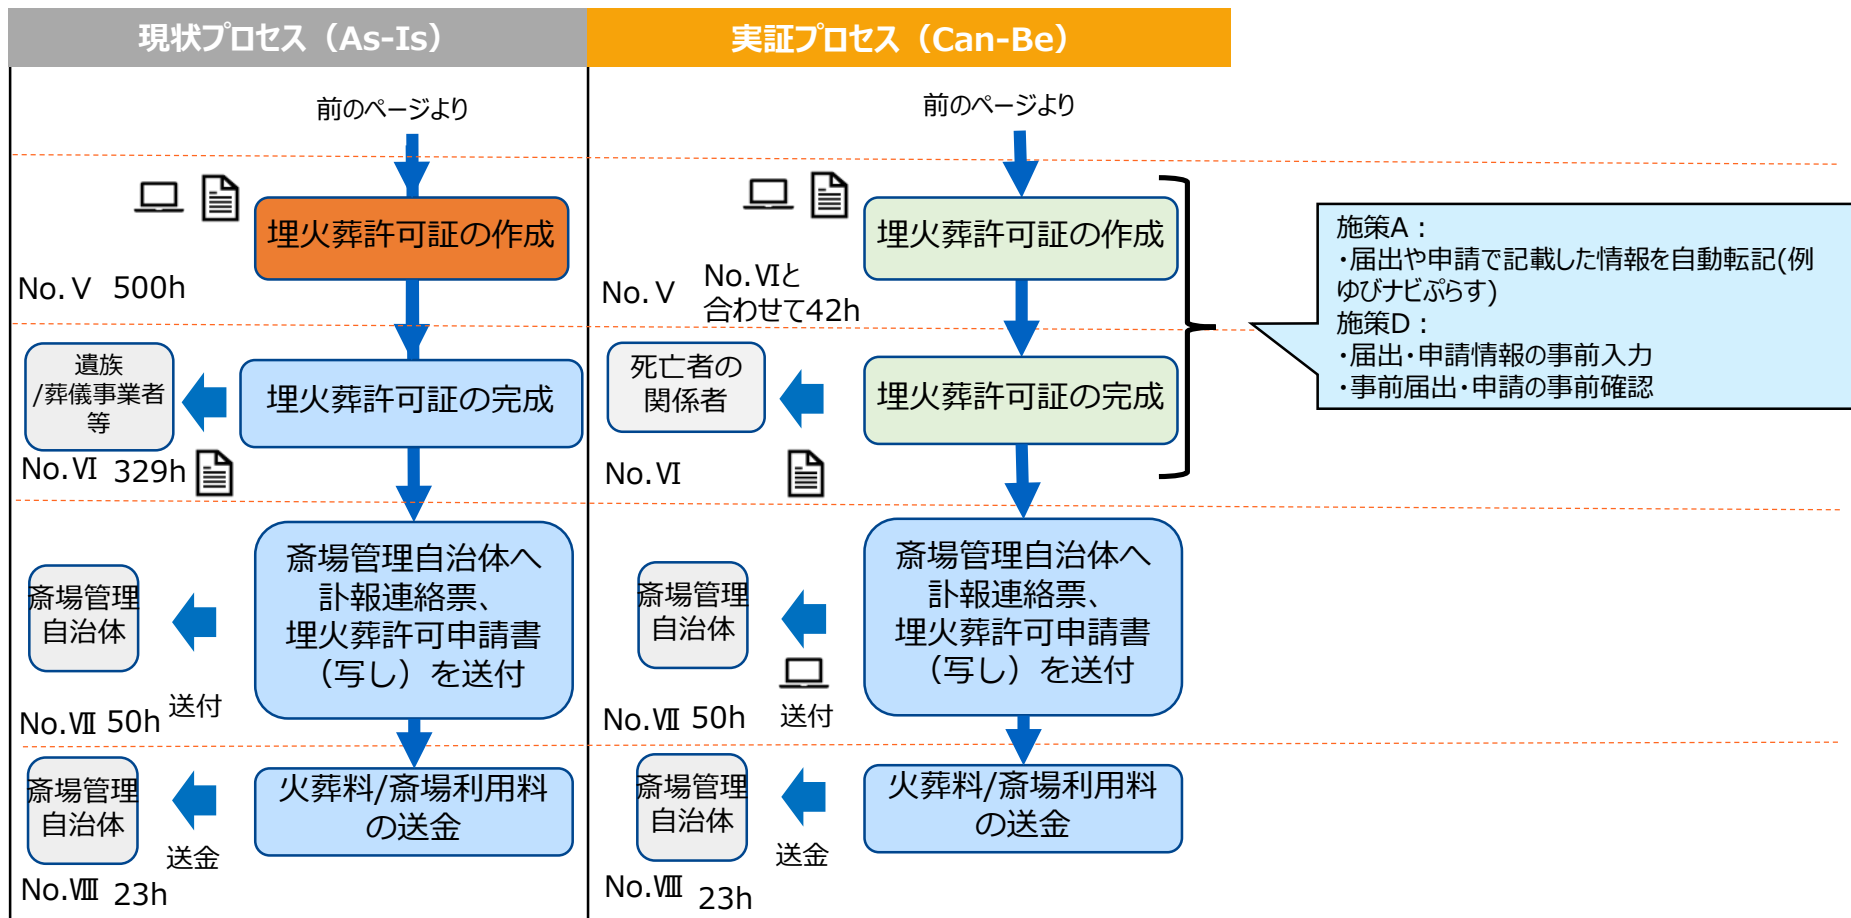 現状プロセス（As-Is）
実証プロセス（Can-Be）
前のページより
埋火葬許可証の作成
No.Ⅴ 500h
遺族
/葬儀事業者
等
埋火葬許可証の完成
No.Ⅵ 329h
斎場管理
自治体
斎場管理自治体へ
訃報連絡票、
埋火葬許可申請書
（写し）を送付
No.Ⅶ 50h 送付
斎場管理
自治体
火葬料/斎場利用料
の送金
送金
No.Ⅷ 23h
前のページより
埋火葬許可証の作成
No.Ⅴ
No.Ⅵと
合わせて42h
死亡者の
関係者
埋火葬許可証の完成
No.Ⅵ
斎場管理
自治体
斎場管理自治体へ
訃報連絡票、
埋火葬許可申請書
（写し）を送付
No.Ⅶ 50h 送付
斎場管理
自治体
火葬料/斎場利用料
の送金
送金
No.Ⅷ 23h
施策A：
・届出や申請で記載した情報を自動転記(例
ゆびナビぷらす)
施策D：
・届出・申請情報の事前入力
・事前届出・申請の事前確認